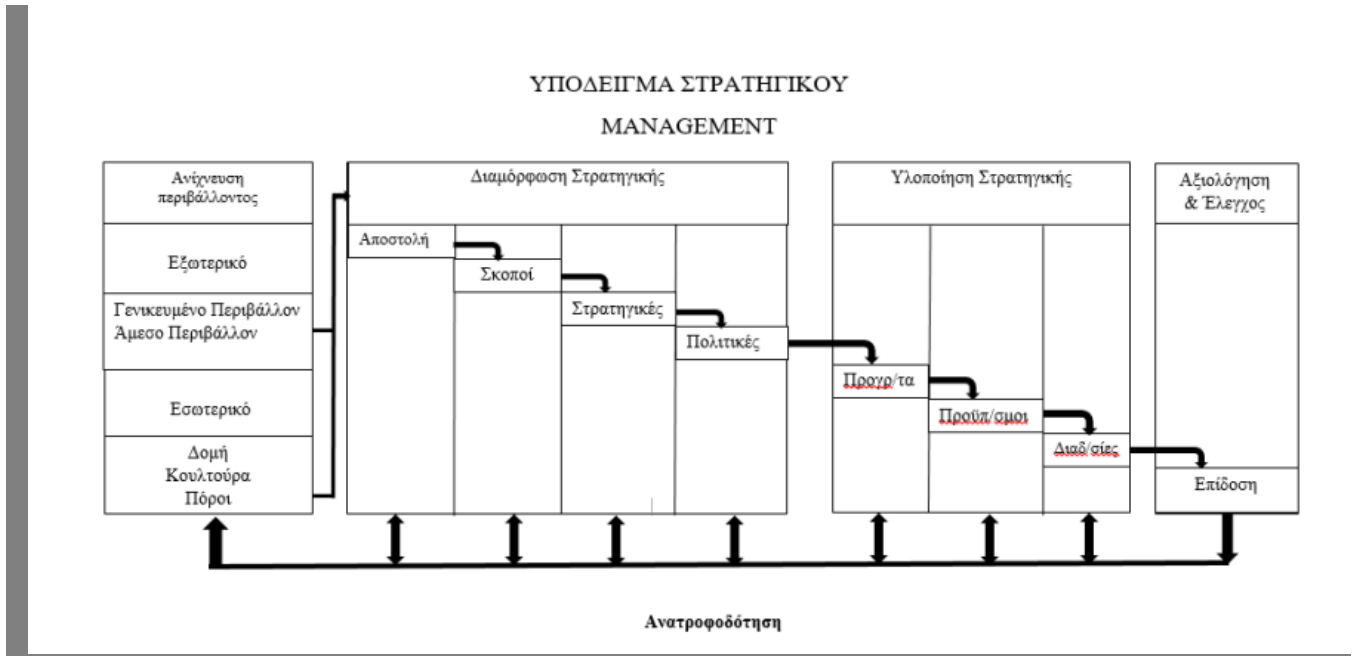 ΥΠΟΔΕΙΓΜΑ ΣΤΡΑΤΗΓΙΚΟΥ
MANAGEMENT
Ανίχνευση
περιβάλλοντος
Εξωτερικό
Γενικευμένο Περιβάλλον
Άμεσο Περιβάλλον
Εσωτερικό
Δομή
Κουλτούρα
Πόροι
Διαμόρφωση Στρατηγικής
Αποστολή
Σκοποί
Στρατηγικές
Πολιτικές
Υλοποίηση Στρατηγικής
Προγρ/τα
Προϋπ/σμοι
Διαδ/σίες
Αξιολόγηση
& Έλεγχος
Επίδοση
Ανατροφοδότηση